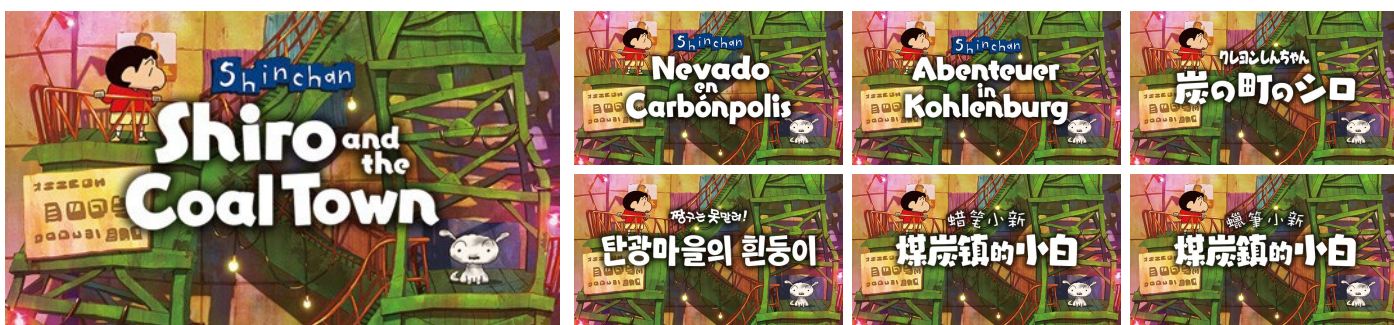 Shinchan
Shiro and
the
Coal Town
Shinchan
Nevado
en
Carbónpolis
Shinchan
Abenteuer
in
Kohlenburg
クレヨンしんちゃん
炭の町のシロ
짱구는 못말려!
탄광마을의 흰둥이
蜡笔小新
煤炭镇的小白
蠟筆小新
煤炭鎮的小白